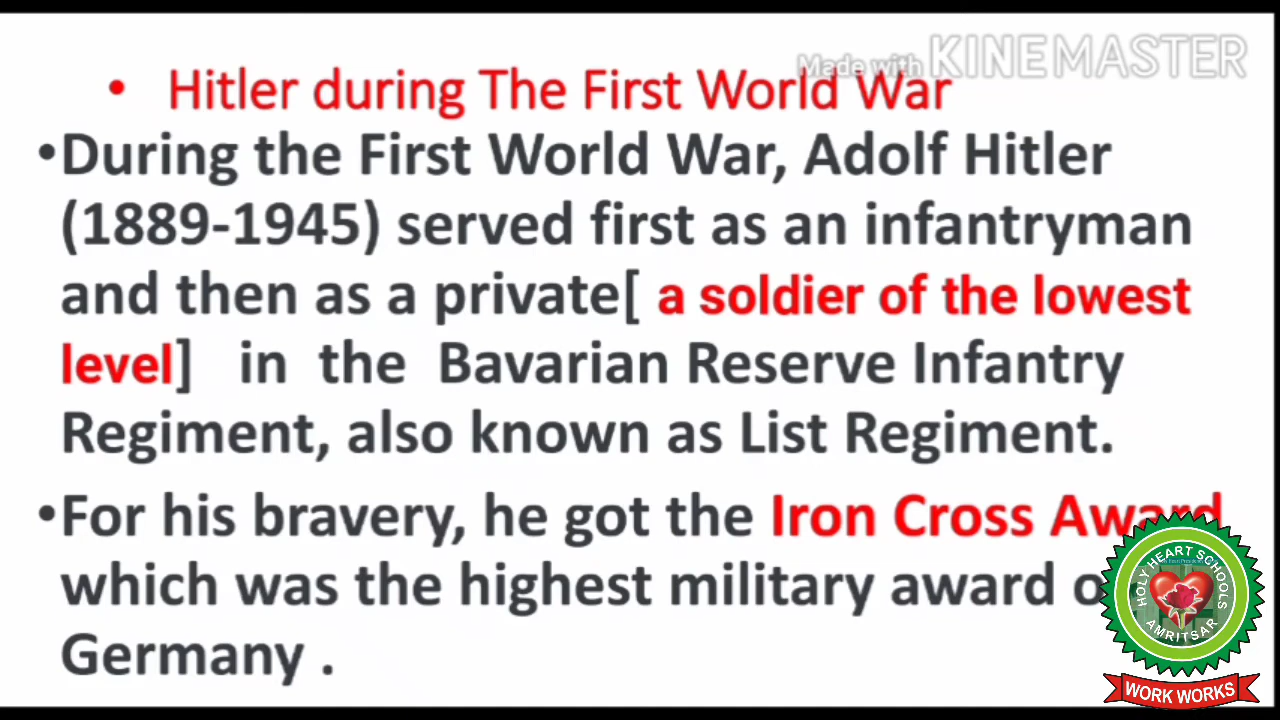 Made with KINEMASTER
• Hitler during The First World War
•During the First World War, Adolf Hitler
(1889-1945) served first as an infantryman
and then as a private[ a soldier of the lowest
level] in the Bavarian Reserve Infantry
Regiment, also known as List Regiment.
•For his bravery, he got the Iron Cross Award
which was the highest military award
Germany .
HOLY HEART SCHOOLS
AMRITSAR
WORK WORKS